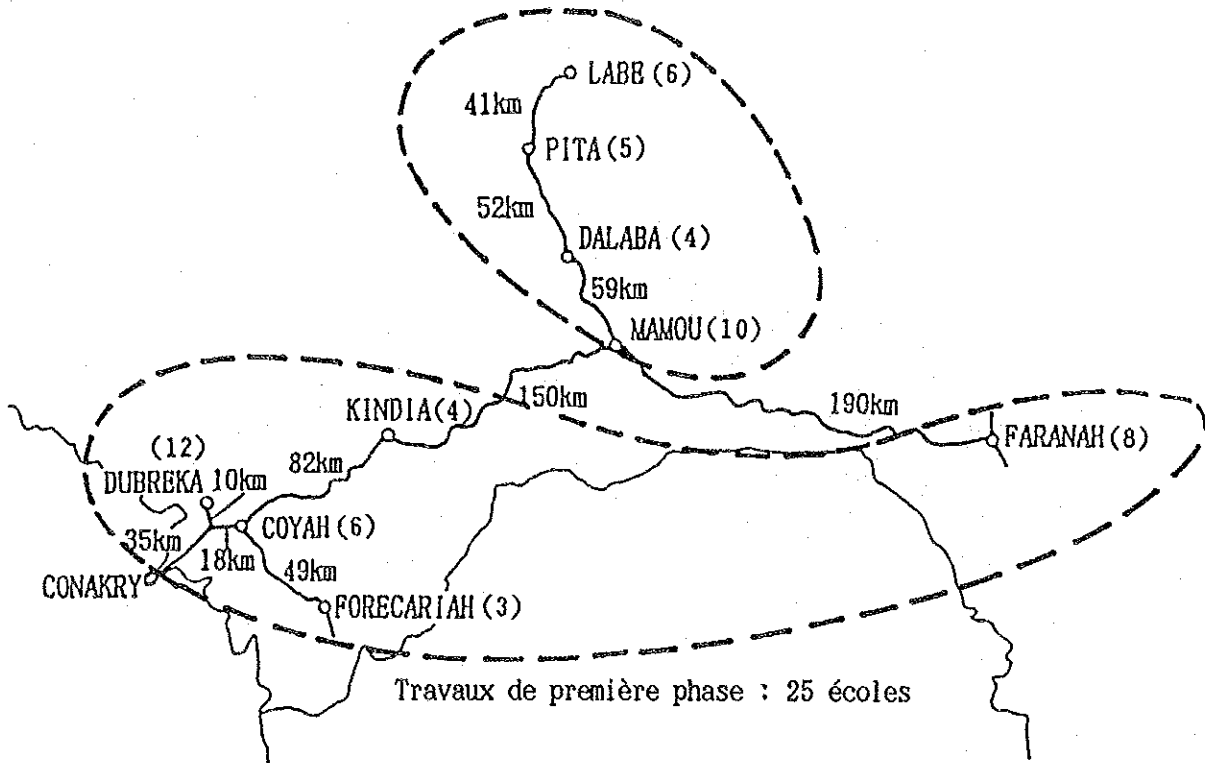 LABE (6)
41km
PITA (5)
52km
DALABA (4)
59km
MAMOU (10)
150km
190km
KINDIA (4)
FARANAH (8)
(12)
82km
DUBREKA 10km
COYAH (6)
35km
18km
49km
CONAKRY
FORECARIAH (3)
Travaux de première phase : 25 écoles